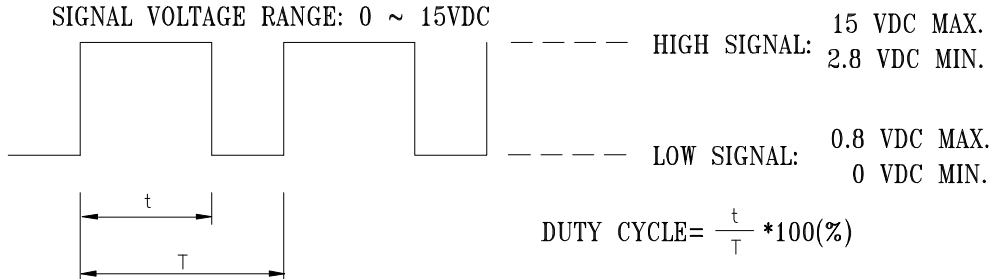 SIGNAL VOLTAGE RANGE: 0 ~ 15VDC
HIGH SIGNAL: 15 VDC MAX.
2.8 VDC MIN.
LOW SIGNAL: 0.8 VDC MAX.
0 VDC MIN.
t
T
DUTY CYCLE= t/T *100(%)